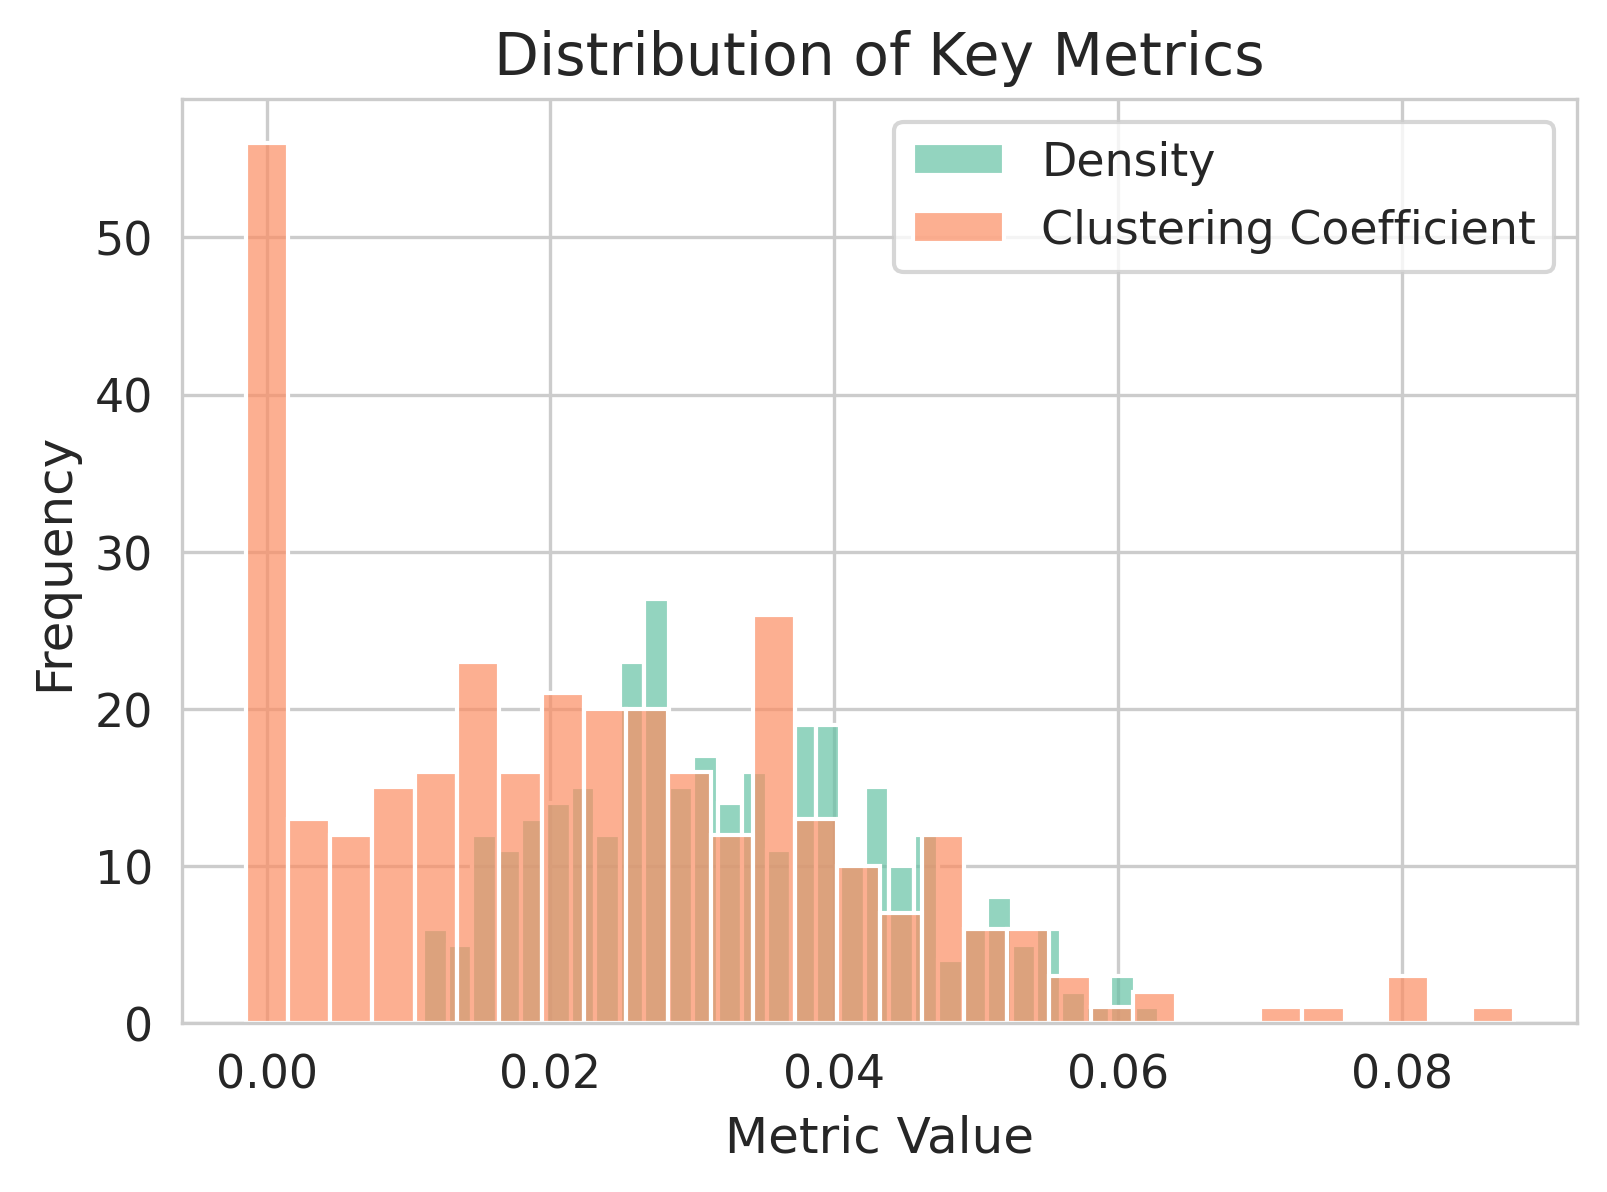 Distribution of Key Metrics
Density
Clustering Coefficient
Frequency
50
40
30
20
10
0
0.00 0.02 0.04 0.06 0.08
Metric Value